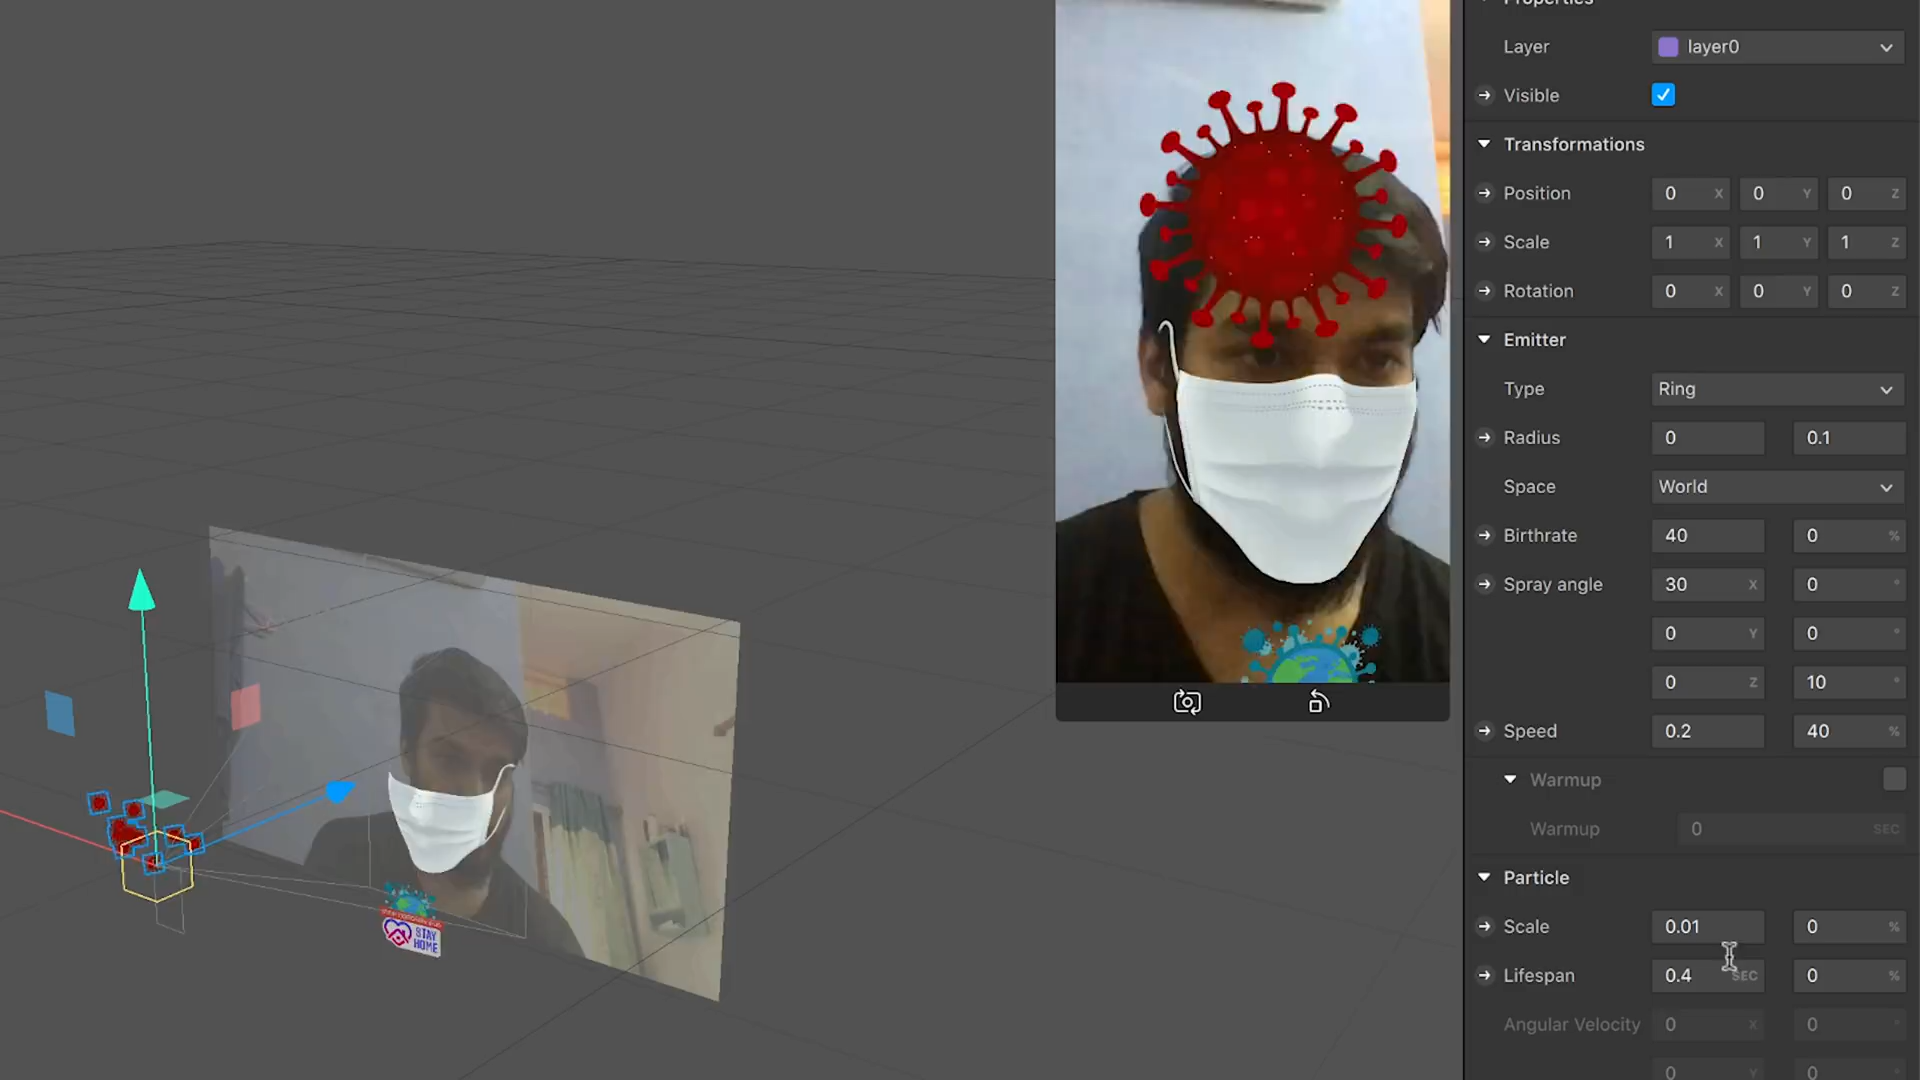 Properties
Layer layer0
Visible
Transformations
Position 0 X 0 Y 0 Z
Scale 1 X 1 Y 1 Z
Rotation 0 X 0 Y 0 Z
Emitter
Type Ring
Radius 0 0.1
Space World
Birthrate 40 0 %
Spray angle 30 X 0 °
0 Y 0 °
0 Z 10 °
Speed 0.2 40 %
Warmup
Warmup 0 SEC
Particle
Scale 0.01 0 %
Lifespan 0.4 SEC 0 %
Angular Velocity 0 X 0 °
0 Y 0 °
STAY
HOME